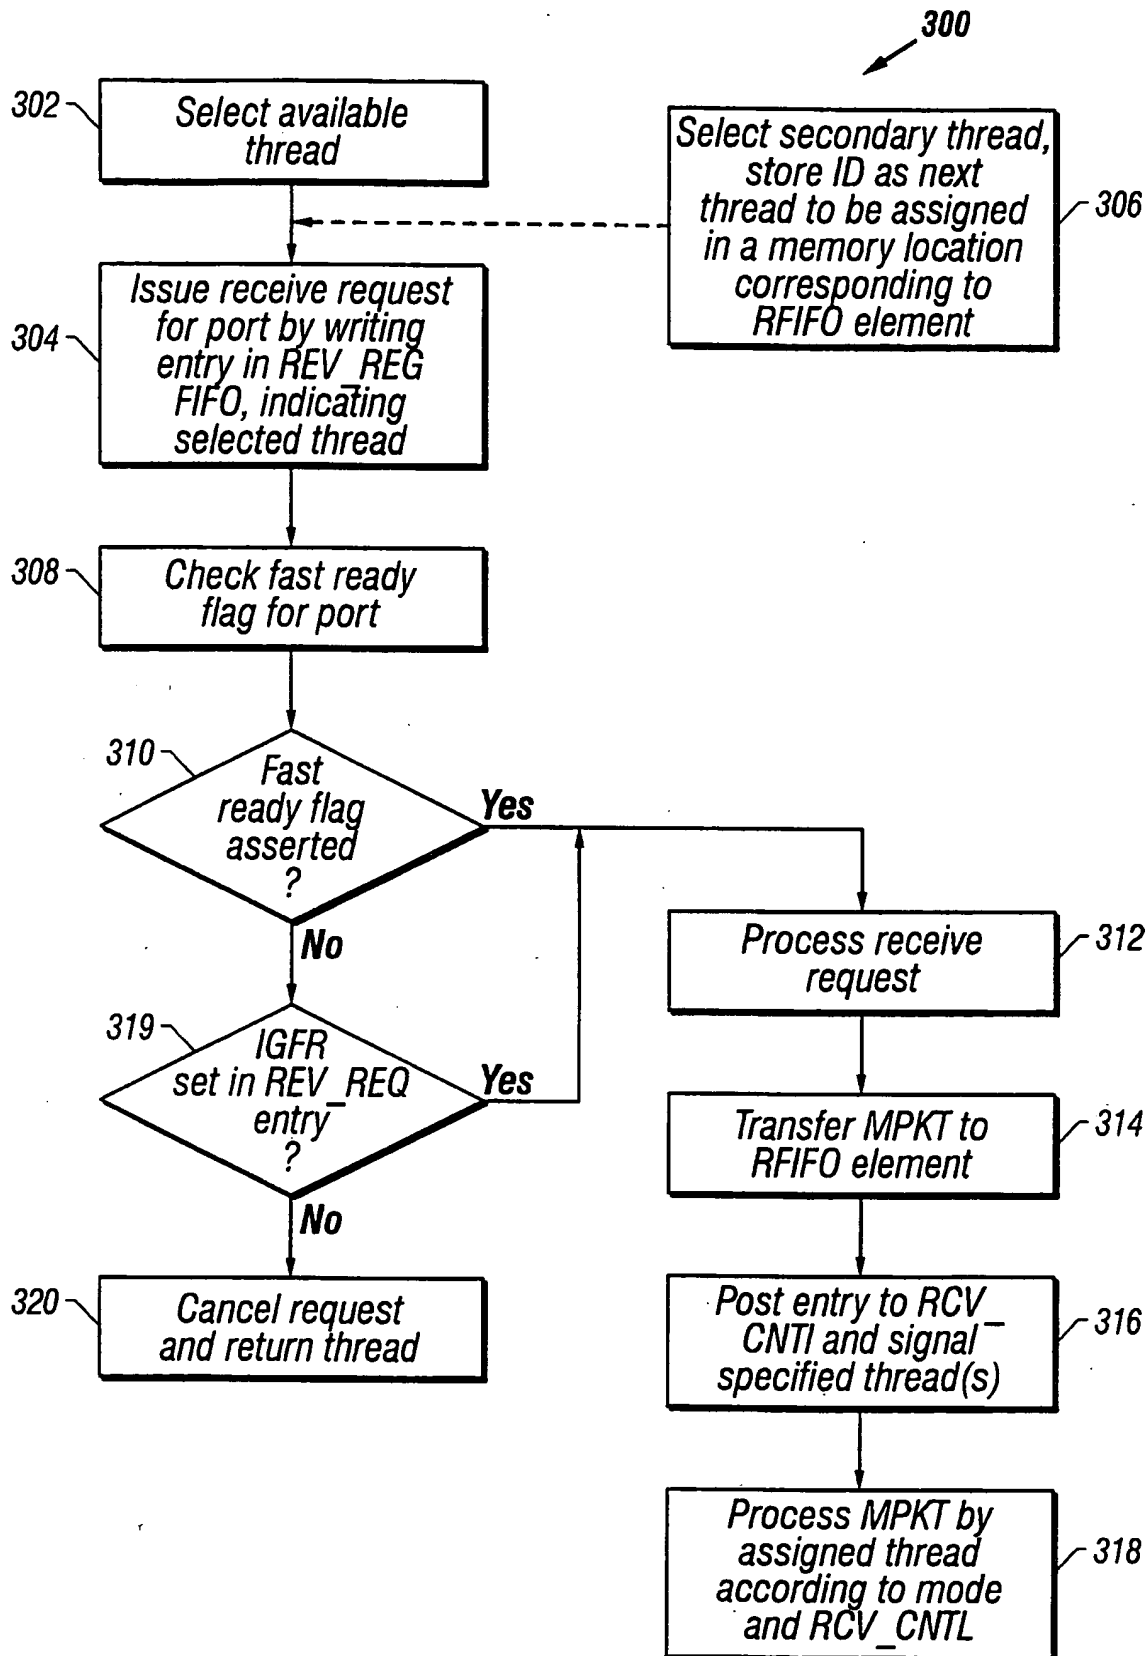 300
302
Select available
thread
Select secondary thread,
store ID as next
thread to be assigned
in a memory location
corresponding to
RFIFO element
306
304
Issue receive request
for port by writing
entry in REV_REG
FIFO, indicating
selected thread
308
Check fast ready
flag for port
310
Fast
ready flag
asserted
?
Yes
No
312
Process receive
request
319
IGFR
set in REV_REQ
entry
?
Yes
No
314
Transfer MPKT to
RFIFO element
320
Cancel request
and return thread
316
Post entry to RCV_
CNTI and signal
specified thread(s)
318
Process MPKT by
assigned thread
according to mode
and RCV_CNTL